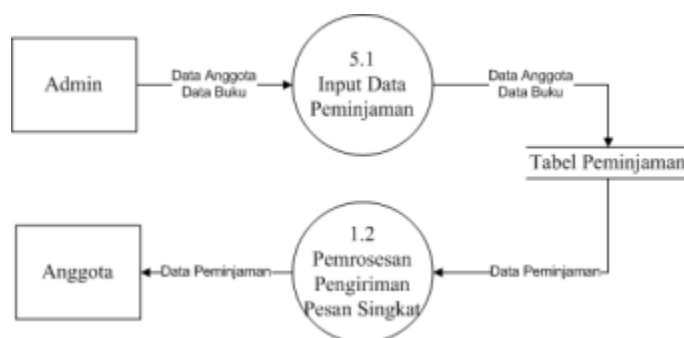 Admin
Data Anggota
Data Buku
5.1
Input Data
Peminjaman
Data Anggota
Data Buku
Tabel Peminjaman
Anggota
Data Peminjaman
1.2
Pemrosesan
Pengiriman
Pesan Singkat
Data Peminjaman